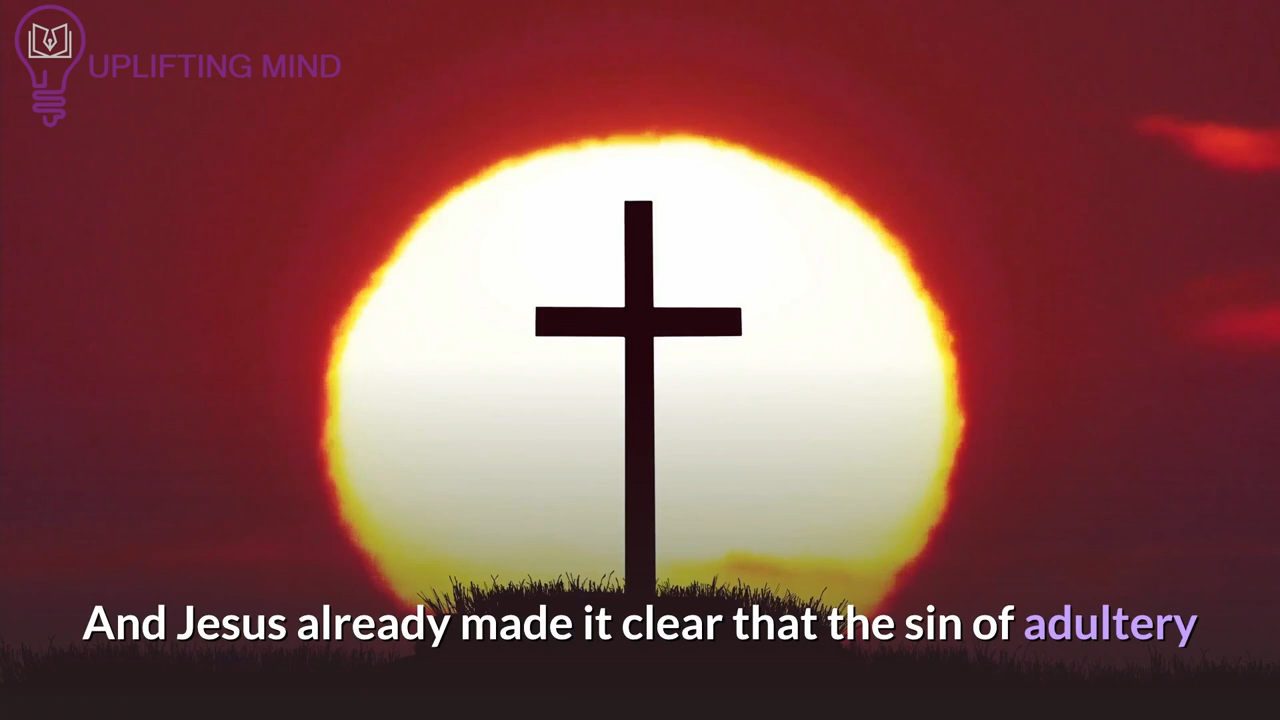 UPLIFTING MIND
And Jesus already made it clear that the sin of adultery